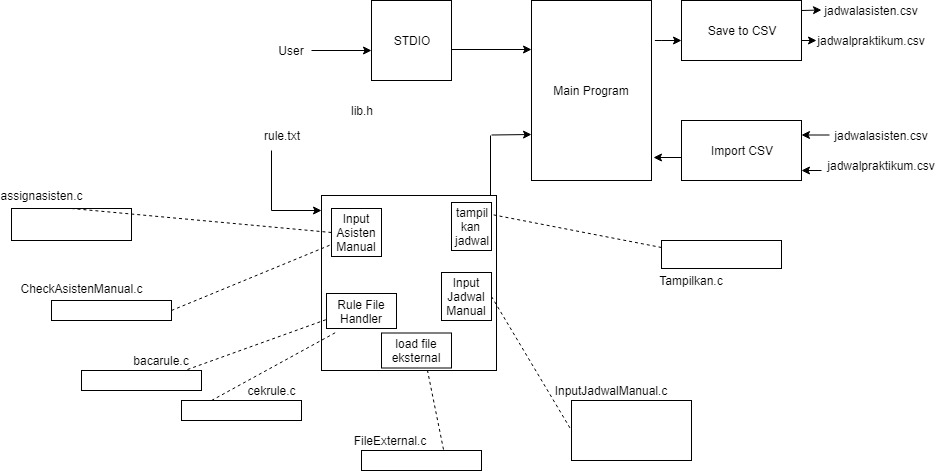 jadwalasisten.csv
Save to CSV
STDIO
jadwalpraktikum.csv
User
Main Program
lib.h
rule.txt
jadwalasisten.csv
Import CSV
jadwalpraktikum.csv
assignasisten.c
Input
Asisten
Manual
tampil
kan
jadwal
Tampilkan.c
CheckAsistenManual.c
Input
Jadwal
Manual
Rule File
Handler
load file
eksternal
bacarule.c
cekrule.c
InputJadwalManual.c
FileExternal.c